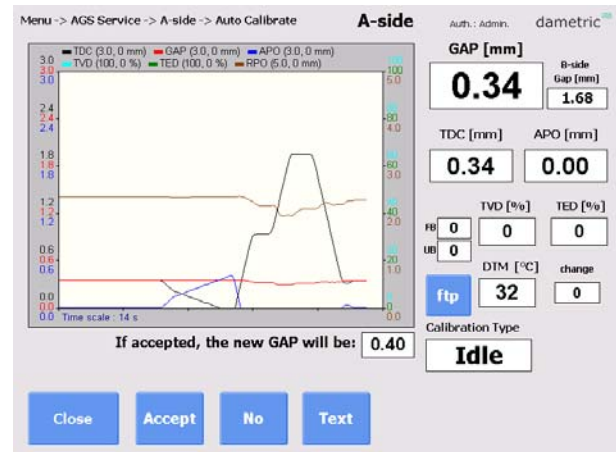 Menu -> AGS Service -> A-side -> Auto Calibrate A-side Auth.: Admin. dametric
TDC (3.0, 0 mm) GAP (3.0, 0 mm) APO (3.0, 0 mm)
TVD (100, 0 %) TED (100, 0 %) RPO (5.0, 0 mm)
3.0
3.0
3.0
2.4
2.4
2.4
1.8
1.8
1.8
1.2
1.2
1.2
0.6
0.6
0.6
0.0
0.0
0.0
100
100
5.0
80
80
4.0
60
60
3.0
40
40
2.0
20
20
1.0
0
0.0
Time scale : 14 s
If accepted, the new GAP will be: 0.40
Close Accept No Text
GAP [mm]
0.34
B-side
Gap [mm]
1.68
TDC [mm] APO [mm]
0.34 0.00
TVD [%] TED [%]
FB 0 0 0
UB 0
DTM [°C] change
ftp 32 0
Calibration Type
Idle